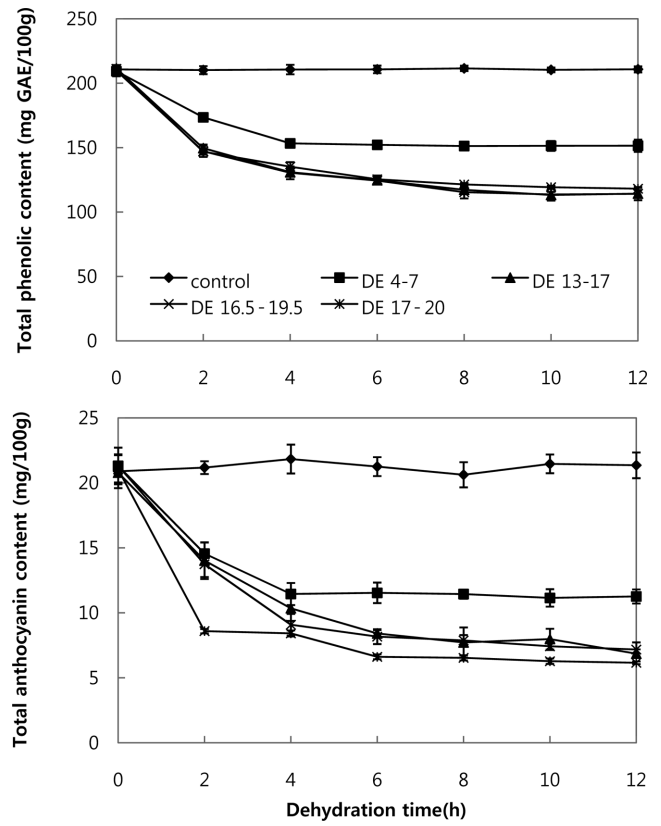 Total phenolic content (mg GAE/100g)
250
200
150
100
50
0
control DE 4-7 DE 13-17
DE 16.5-19.5 DE 17-20
0 2 4 6 8 10 12
Total anthocyanin content (mg/100g)
25
20
15
10
5
0
0 2 4 6 8 10 12
Dehydration time(h)